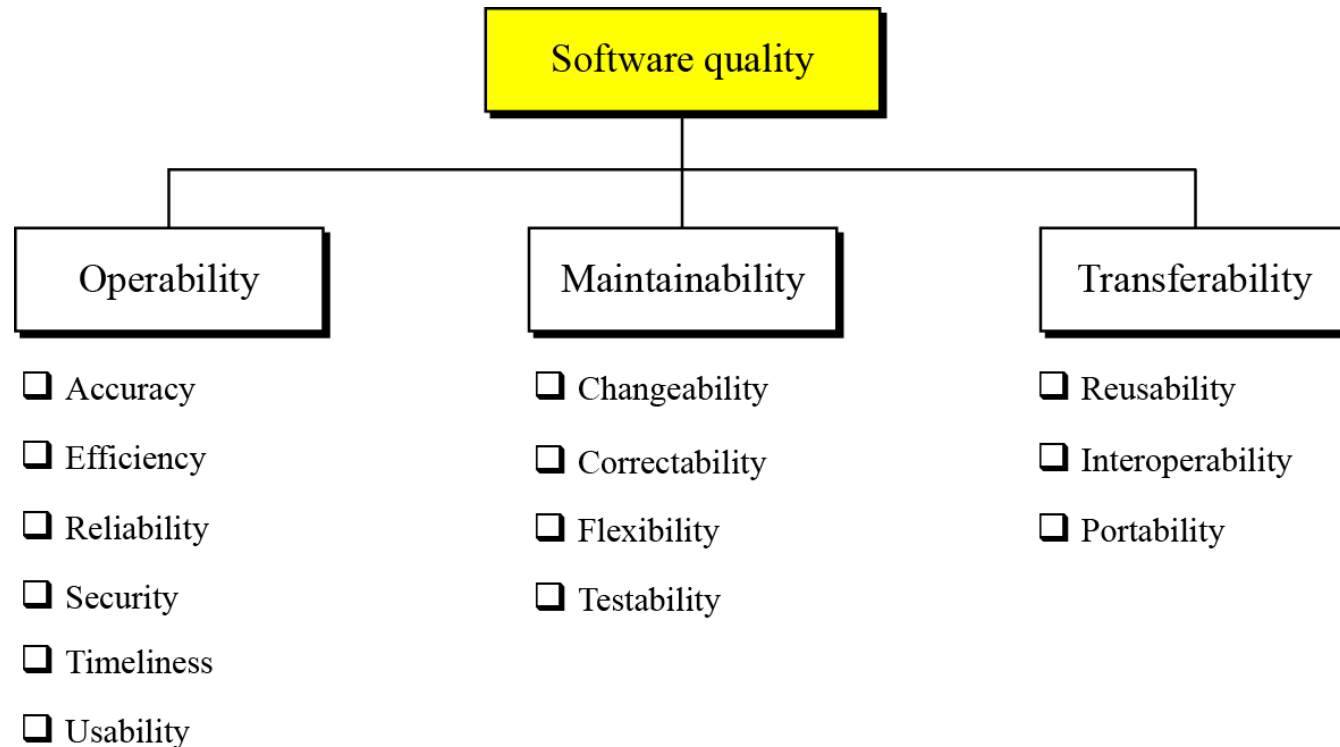 Software quality
Operability
Maintainability
Transferability
Accuracy
Efficiency
Reliability
Security
Timeliness
Usability
Changeability
Correctability
Flexibility
Testability
Reusability
Interoperability
Portability